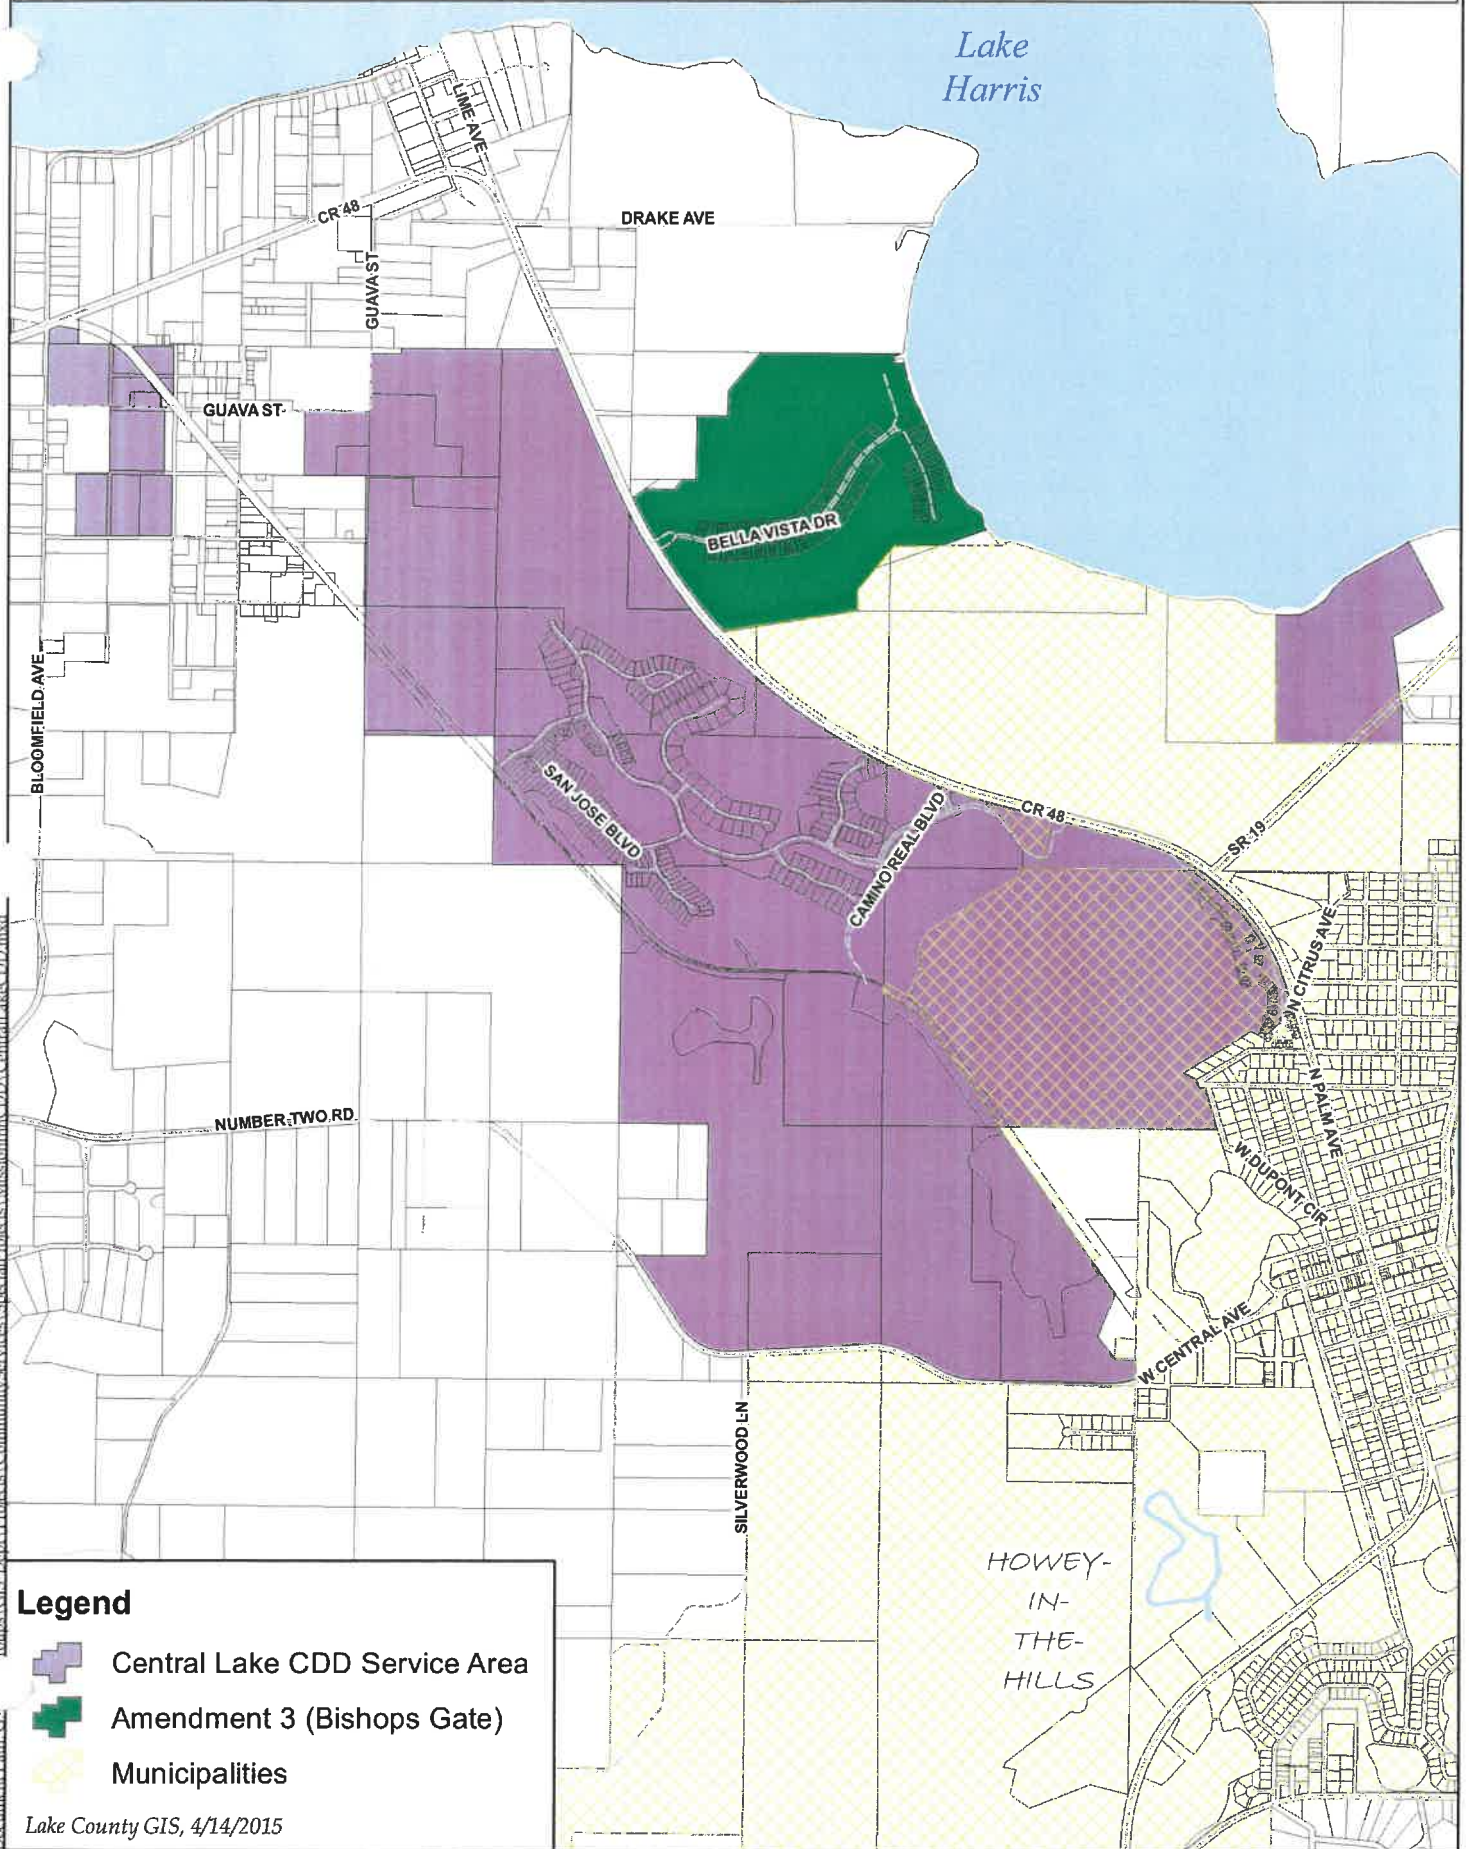 Lake
Harris
LIME AVE
CR 48
DRAKE AVE
GUAVA ST
GUAVA ST
BELLA VISTA DR
BLOOMFIELD AVE
SAN JOSE BLVD
CAMINO REAL BLVD
CR 48
SR 19
N CITRUS AVE
N PALM AVE
NUMBER TWO RD
W DUPONT CIR
W CENTRAL AVE
SILVERWOOD LN
HOWEY-
IN-
THE-
HILLS
Legend
Central Lake CDD Service Area
Amendment 3 (Bishops Gate)
Municipalities
Lake County GIS, 4/14/2015